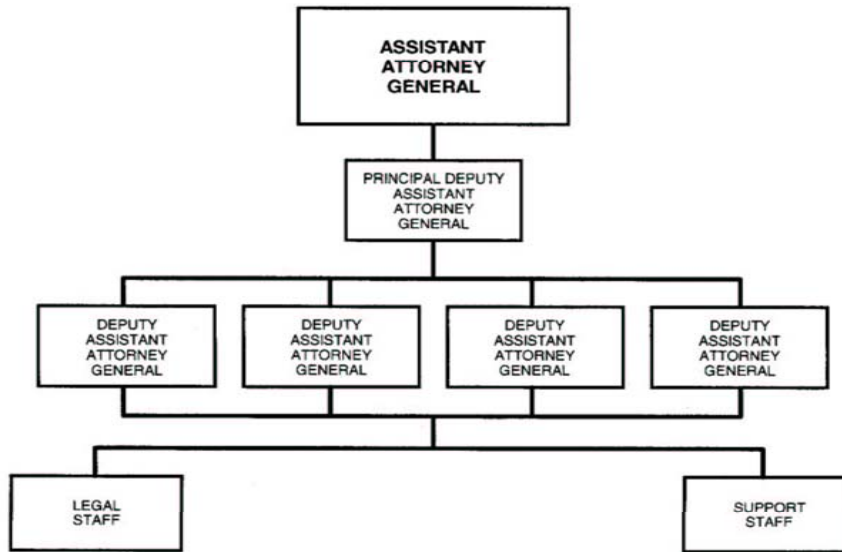 ASSISTANT
ATTORNEY
GENERAL
PRINCIPAL DEPUTY
ASSISTANT
ATTORNEY
GENERAL
DEPUTY
ASSISTANT
ATTORNEY
GENERAL
DEPUTY
ASSISTANT
ATTORNEY
GENERAL
DEPUTY
ASSISTANT
ATTORNEY
GENERAL
DEPUTY
ASSISTANT
ATTORNEY
GENERAL
LEGAL
STAFF
SUPPORT
STAFF